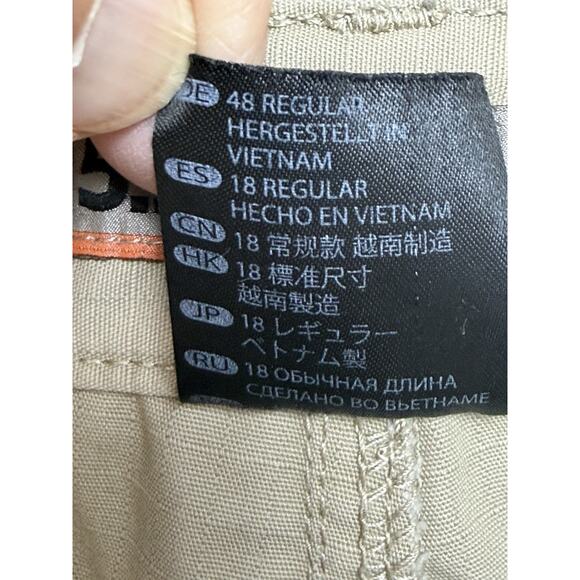 DE 48 REGULAR
HERGESTELLT IN
VIETNAM
ES 18 REGULAR
HECHO EN VIETNAM
CN 18 常规款 越南制造
HK 18 標准尺寸
越南製造
JP 18 レギュラー
ベトナム製
RU 18 ОБЫЧНАЯ ДЛИНА
СДЕЛАНО ВО ВЬЕТНАМЕ